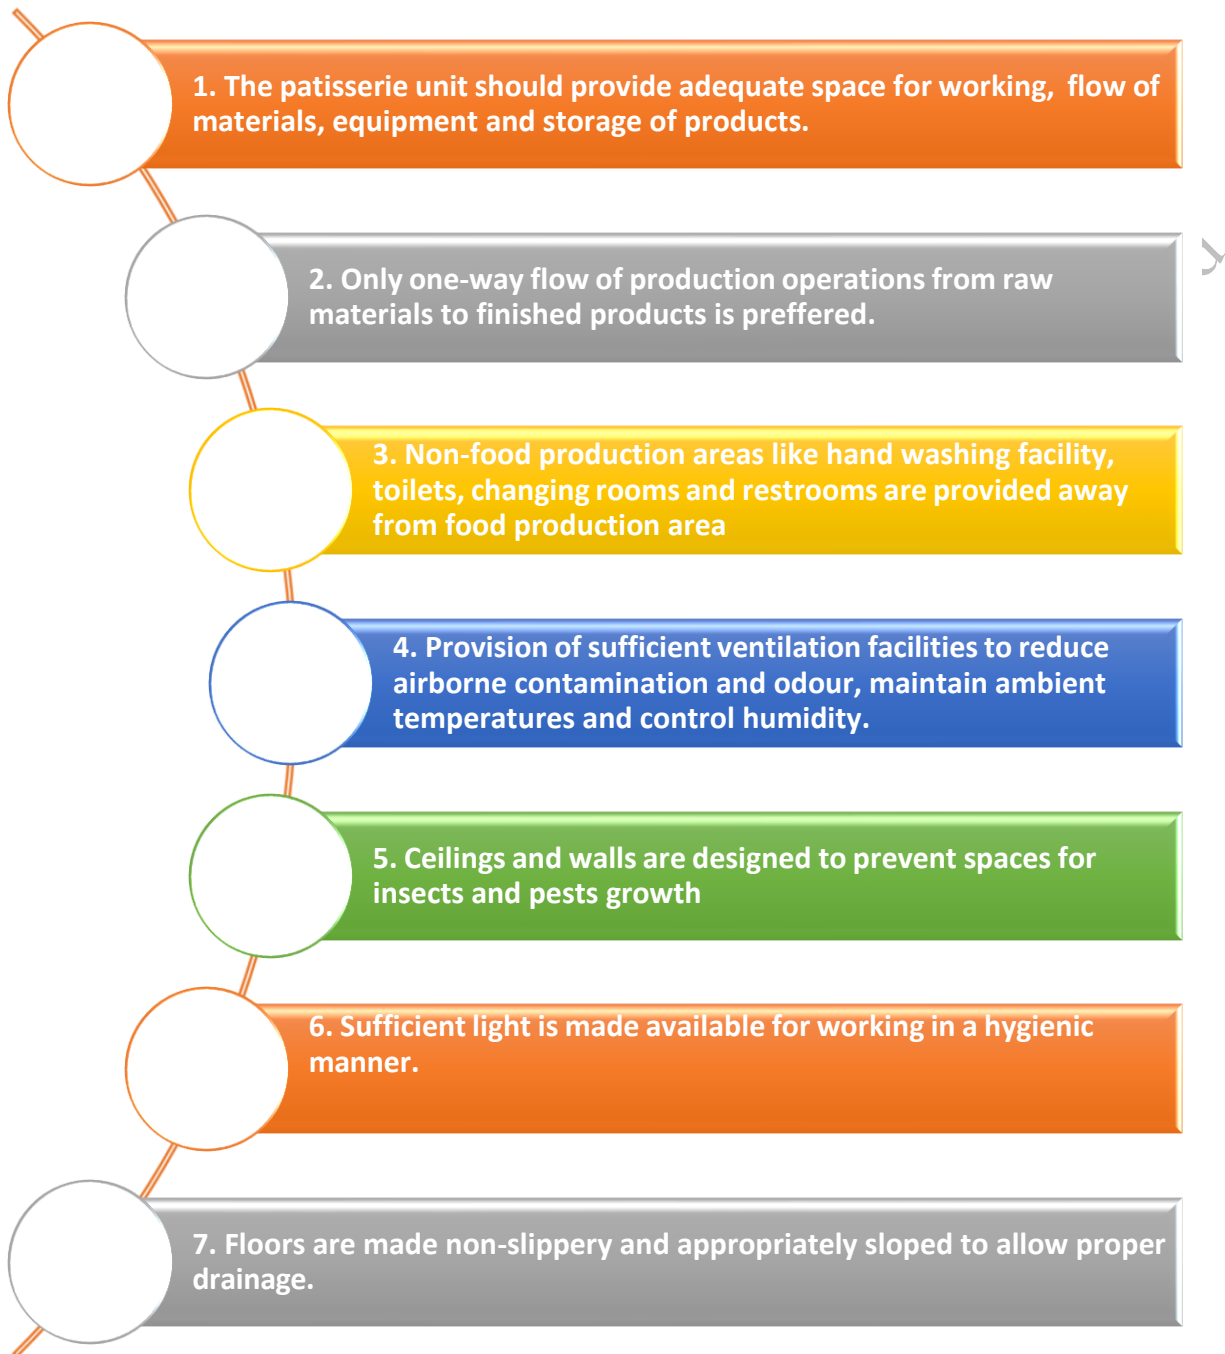 1. The patisserie unit should provide adequate space for working,  flow of
materials, equipment and storage of products.
2. Only one-way flow of production operations from raw
materials to finished products is preffered.
3. Non-food production areas like hand washing facility,
toilets, changing rooms and restrooms are provided away
from food production area
4. Provision of sufficient ventilation facilities to reduce
airborne contamination and odour, maintain ambient
temperatures and control humidity.
5. Ceilings and walls are designed to prevent spaces for
insects and pests growth
6. Sufficient light is made available for working in a hygienic
manner.
7. Floors are made non-slippery and appropriately sloped to allow proper
drainage.